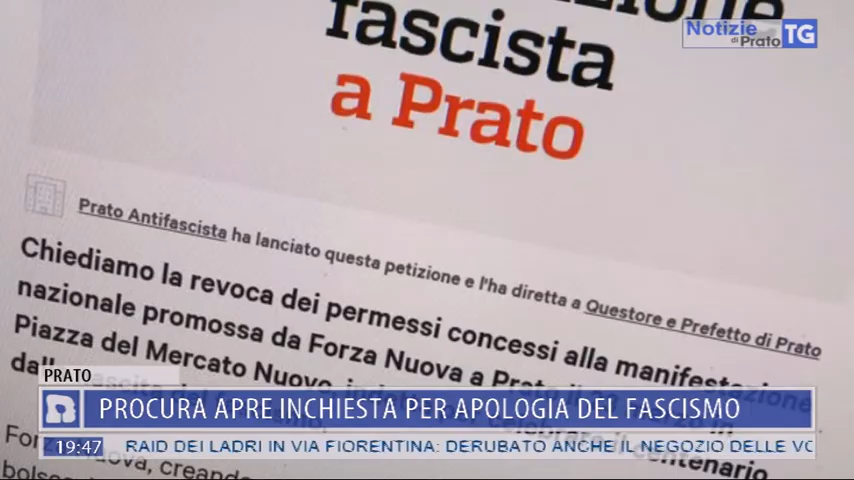 fascista
a Prato
Notizie
di Prato
TG
Prato Antifascista ha lanciato questa petizione e l'ha diretta a Questore e Prefetto di Prato
Chiediamo la revoca dei permessi concessi alla manifestazione
nazionale promossa da Forza Nuova a Prato il
Piazza del Mercato Nuovo,
PRATO
PROCURA APRE INCHIESTA PER APOLOGIA DEL FASCISMO
19:47
RAID DEI LADRI IN VIA FIORENTINA: DERUBATO ANCHE IL NEGOZIO DELLE
centenario